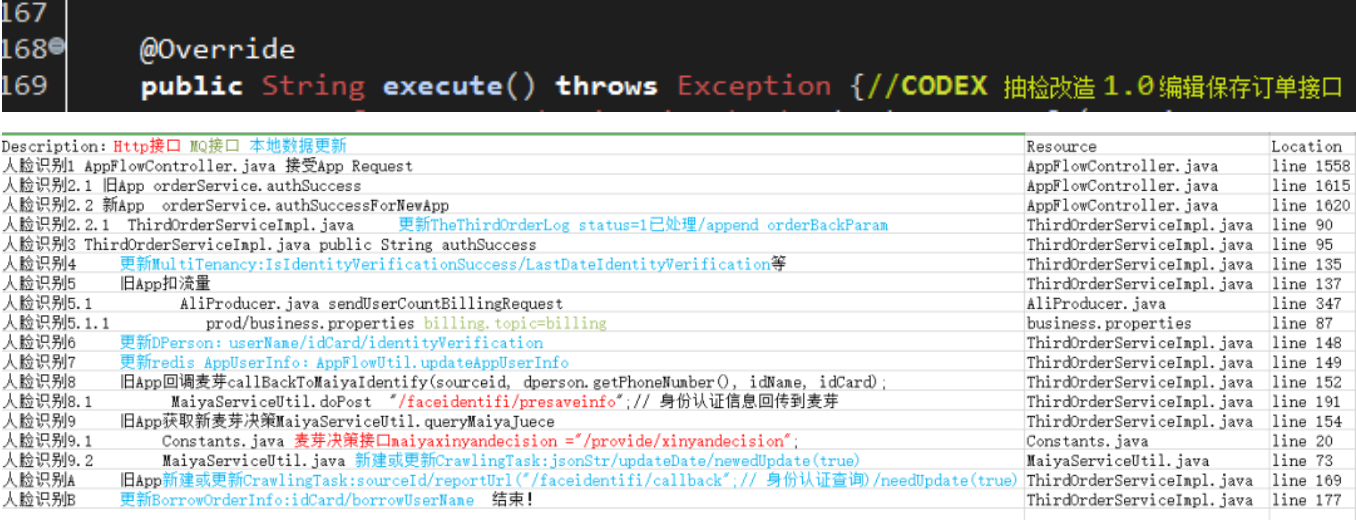 167
168 @Override
169 public String execute() throws Exception {//CODEX 抽检改造 1.0编辑保存订单接口
Description: Http接口 MQ接口 本地数据更新 Resource Location
人脸识别1 AppFlowController.java 接受App Request AppFlowController.java line 1558
人脸识别2.1 旧App orderService.authSuccess AppFlowController.java line 1615
人脸识别2.2 新App orderService.authSuccessForNewApp AppFlowController.java line 1620
人脸识别2.2.1 ThirdOrderServiceImpl.java 更新TheThirdOrderLog status=1已处理/append orderBackParam ThirdOrderServiceImpl.java line 90
人脸识别3 ThirdOrderServiceImpl.java public String authSuccess ThirdOrderServiceImpl.java line 95
人脸识别4 更新MultiTenancy:IsIdentityVerificationSuccess/LastDateIdentityVerification等 ThirdOrderServiceImpl.java line 135
人脸识别5 旧App扣流量 ThirdOrderServiceImpl.java line 137
人脸识别5.1 AliProducer.java sendUserCountBillingRequest AliProducer.java line 347
人脸识别5.1.1 prod/business.properties billing.topic=billing business.properties line 87
人脸识别6 更新DPerson: userName/idCard/identityVerification ThirdOrderServiceImpl.java line 148
人脸识别7 更新redis AppUserInfo: AppFlowUtil.updateAppUserInfo ThirdOrderServiceImpl.java line 149
人脸识别8 旧App回调麦芽callBackToMaiyaIdentify(sourceid, dperson.getPhoneNumber(), idName, idCard); ThirdOrderServiceImpl.java line 152
人脸识别8.1 MaiyaServiceUtil.doPost "/faceidentifi/presaveinfo";// 身份认证信息回传到麦芽 ThirdOrderServiceImpl.java line 191
人脸识别9 旧App获取新麦芽决策MaiyaServiceUtil.queryMaiyaJuece ThirdOrderServiceImpl.java line 154
人脸识别9.1 Constants.java 麦芽决策接口maiyaxinyandecision ="/provide/xinyandecision"; Constants.java line 20
人脸识别9.2 MaiyaServiceUtil.java 新建或更新CrawlingTask:jsonStr/updateDate/newedUpdate(true) MaiyaServiceUtil.java line 73
人脸识别A 旧App新建或更新CrawlingTask:sourceId/reportUrl("/faceidentifi/callback";// 身份认证查询)/needUpdate(true) ThirdOrderServiceImpl.java line 169
人脸识别B 更新BorrowOrderInfo:idCard/borrowUserName 结束! ThirdOrderServiceImpl.java line 177